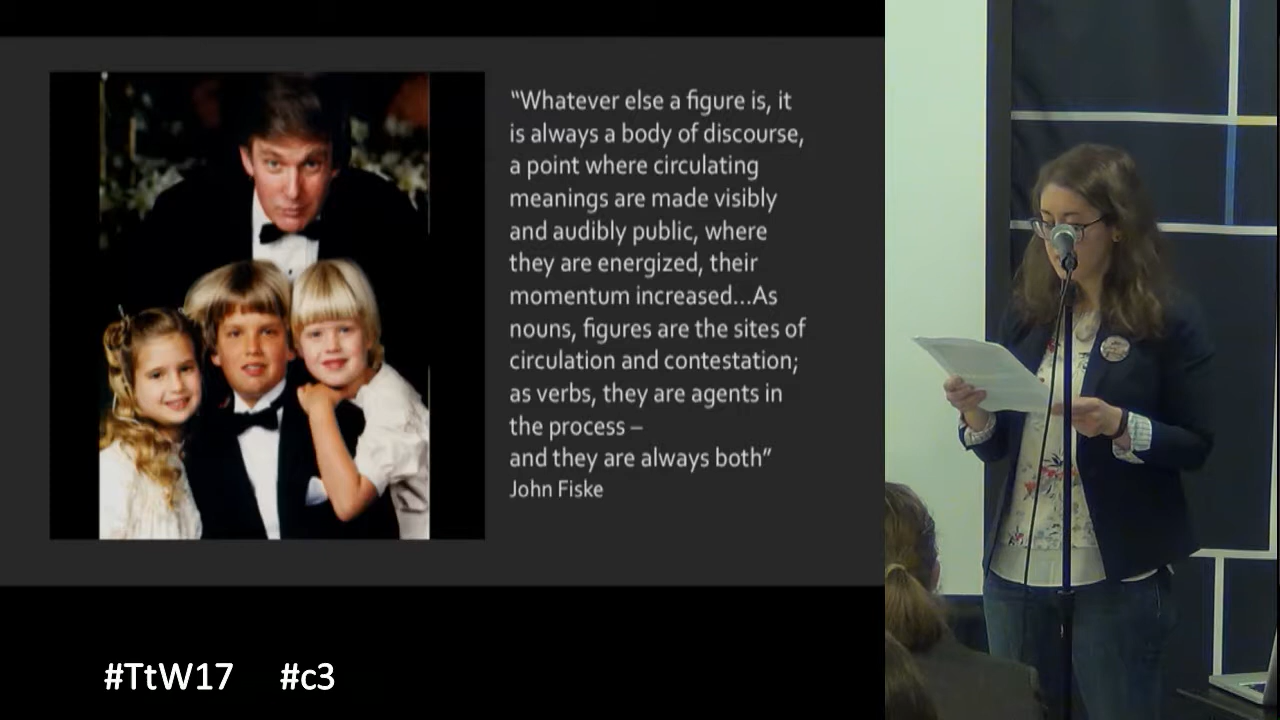 “Whatever else a figure is, it
is always a body of discourse,
a point where circulating
meanings are made visibly
and audibly public, where
they are energized, their
momentum increased...As
nouns, figures are the sites of
circulation and contestation;
as verbs, they are agents in
the process –
and they are always both”
John Fiske
#TtW17 #c3